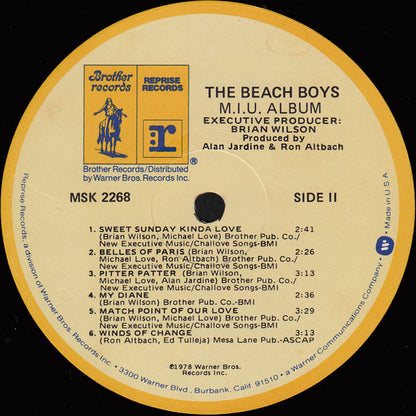 Brother
records
REPRISE
RECORDS
r
®
Brother Records/Distributed
by Warner Bros. Records Inc.
THE BEACH BOYS
M.I.U. ALBUM
EXECUTIVE PRODUCER:
BRIAN WILSON
Produced by
Alan Jardine & Ron Altbach
MSK 2268
SIDE II
1. SWEET SUNDAY KINDA LOVE 2:41
(Brian Wilson, Michael Love) Brother Pub. Co./
New Executive Music/Challove Songs-BMI
2. BELLES OF PARIS (Brian Wilson, 2:26
Michael Love, Ron Altbach) Brother Pub. Co./
New Executive Music/Challove Songs-BMI
3. PITTER PATTER (Brian Wilson, 3:13
Michael Love, Alan Jardine) Brother Pub. Co./
New Executive Music/Challove Songs-BMI
4. MY DIANE 2:36
(Brian Wilson) Brother Pub. Co.-BMI
5. MATCH POINT OF OUR LOVE 3:29
(Brian Wilson, Michael Love) Brother Pub. Co./
New Executive Music/Challove Songs-BMI
6. WINDS OF CHANGE 3:13
(Ron Altbach, Ed Tuleja) Mesa Lane Pub.-ASCAP
℗1978 Warner Bros.
Records Inc.
Reprise Records, a division of Warner Bros. Records Inc. • 3300 Warner Blvd., Burbank, Calif. 91510 • a Warner Communications Company • W • Made in U.S.A.